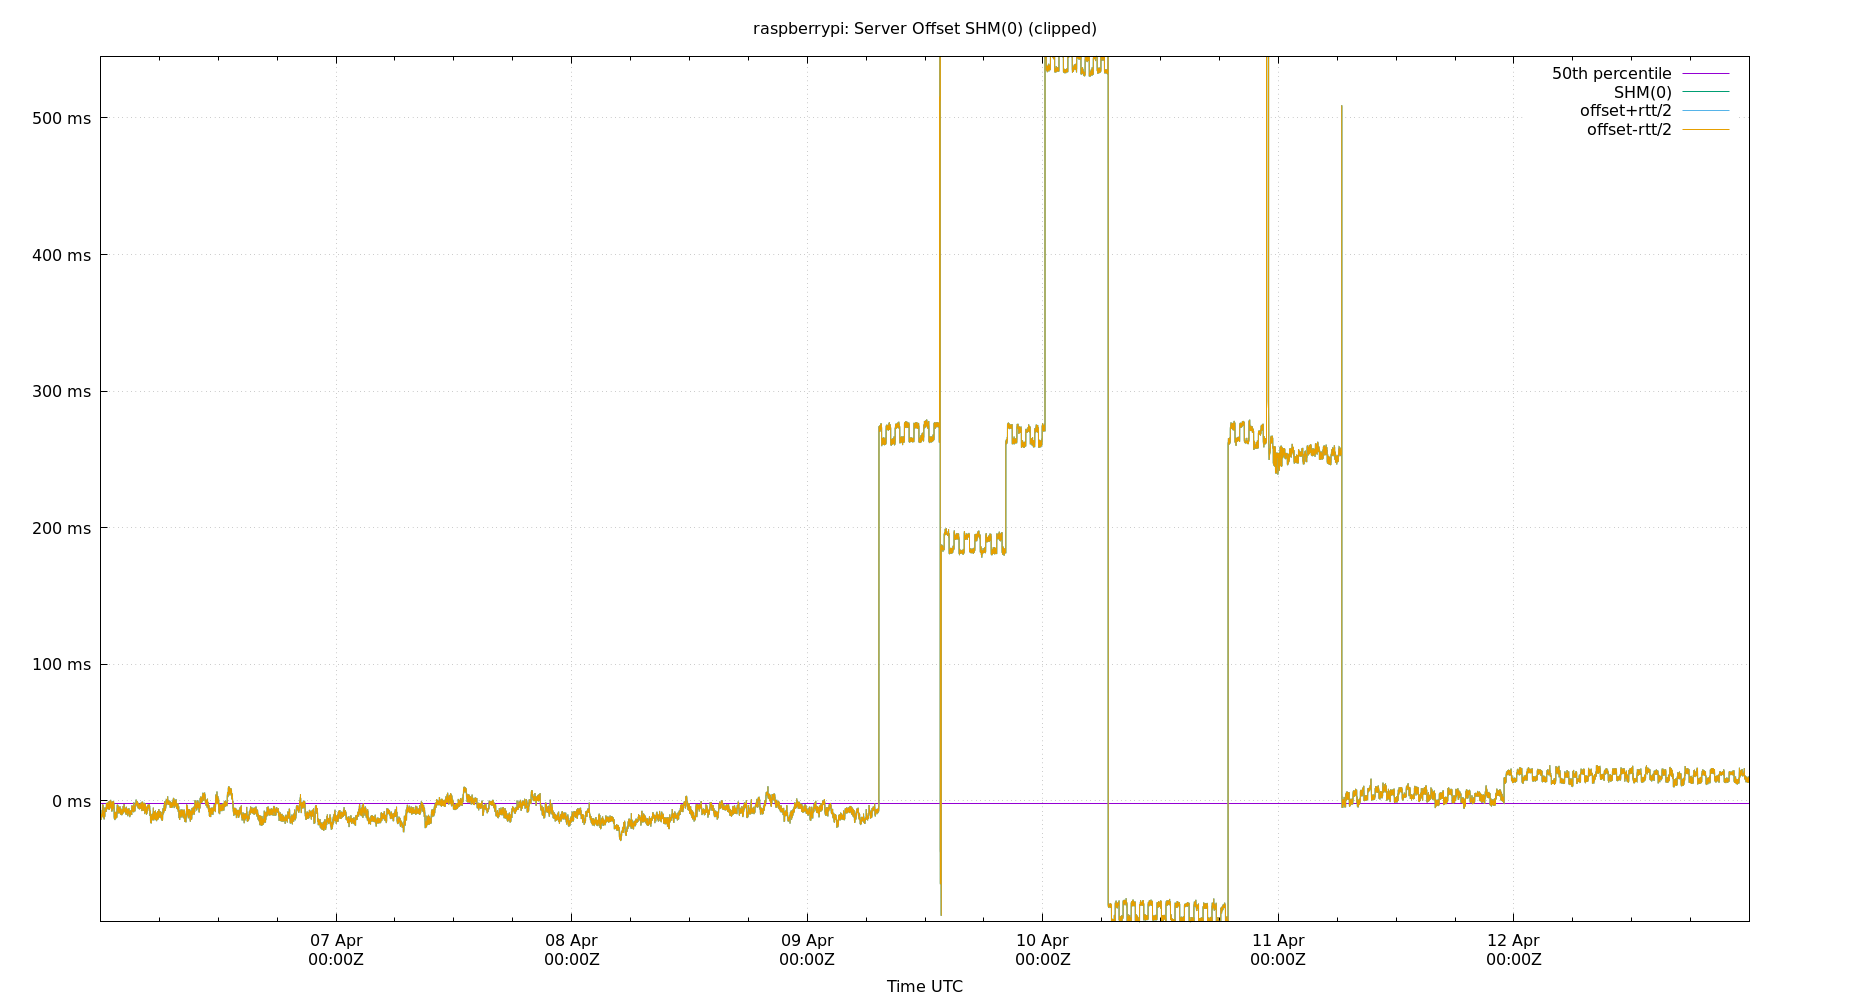 raspberrypi: Server Offset SHM(0) (clipped)
50th percentile
SHM(0)
offset+rtt/2
offset-rtt/2
500 ms
400 ms
300 ms
200 ms
100 ms
0 ms
07 Apr 08 Apr 09 Apr 10 Apr 11 Apr 12 Apr
00:00Z 00:00Z 00:00Z 00:00Z 00:00Z 00:00Z
Time UTC